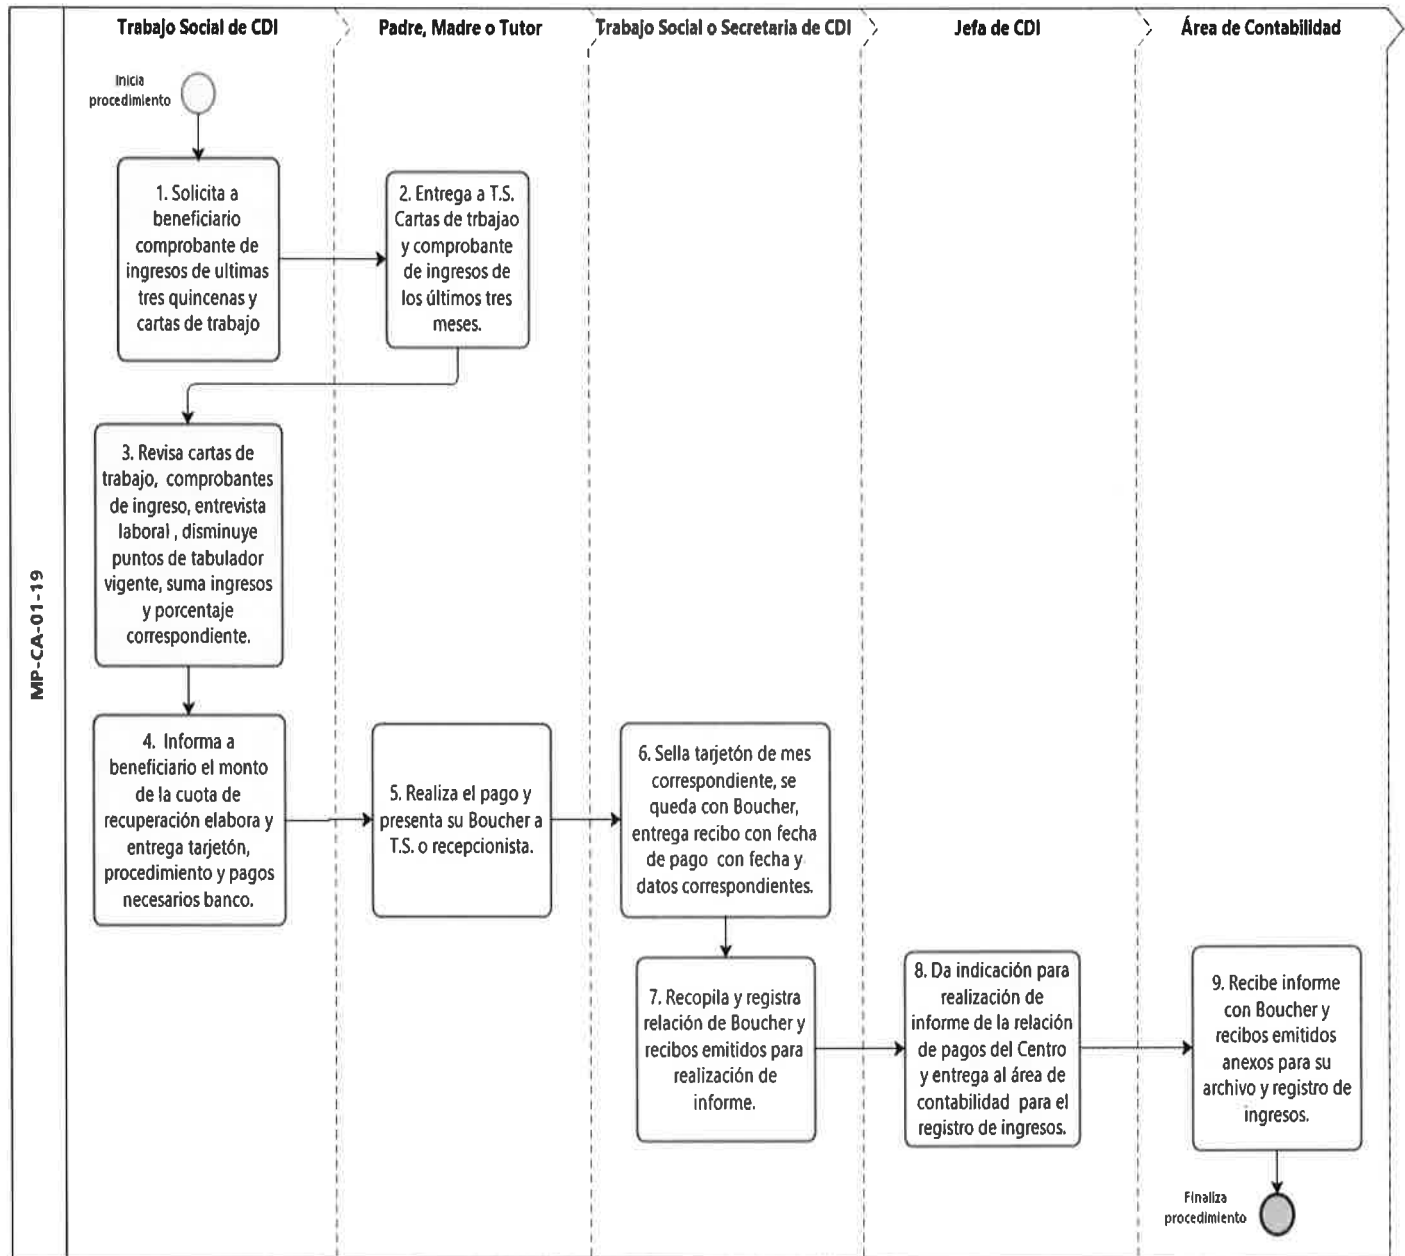 Trabajo Social de CDI
Padre, Madre o Tutor
Trabajo Social o Secretaria de CDI
Jefa de CDI
Área de Contabilidad
MP-CA-01-19
Inicia
procedimiento
1. Solicita a
beneficiario
comprobante de
ingresos de ultimas
tres quincenas y
cartas de trabajo
2. Entrega a T.S.
Cartas de trbajao
y comprobante
de ingresos de
los últimos tres
meses.
3. Revisa cartas de
trabajo, comprobantes
de ingreso, entrevista
laboral , disminuye
puntos de tabulador
vigente, suma ingresos
y porcentaje
correspondiente.
4. Informa a
beneficiario el monto
de la cuota de
recuperación elabora y
entrega tarjetón,
procedimiento y pagos
necesarios banco.
5. Realiza el pago y
presenta su Boucher a
T.S. o recepcionista.
6. Sella tarjetón de mes
correspondiente, se
queda con Boucher,
entrega recibo con fecha
de pago con fecha y
datos correspondientes.
7. Recopila y registra
relación de Boucher y
recibos emitidos para
realización de
informe.
8. Da indicación para
realización de
informe de la relación
de pagos del Centro
y entrega al área de
contabilidad para el
registro de ingresos.
9. Recibe informe
con Boucher y
recibos emitidos
anexos para su
archivo y registro de
ingresos.
Finaliza
procedimiento